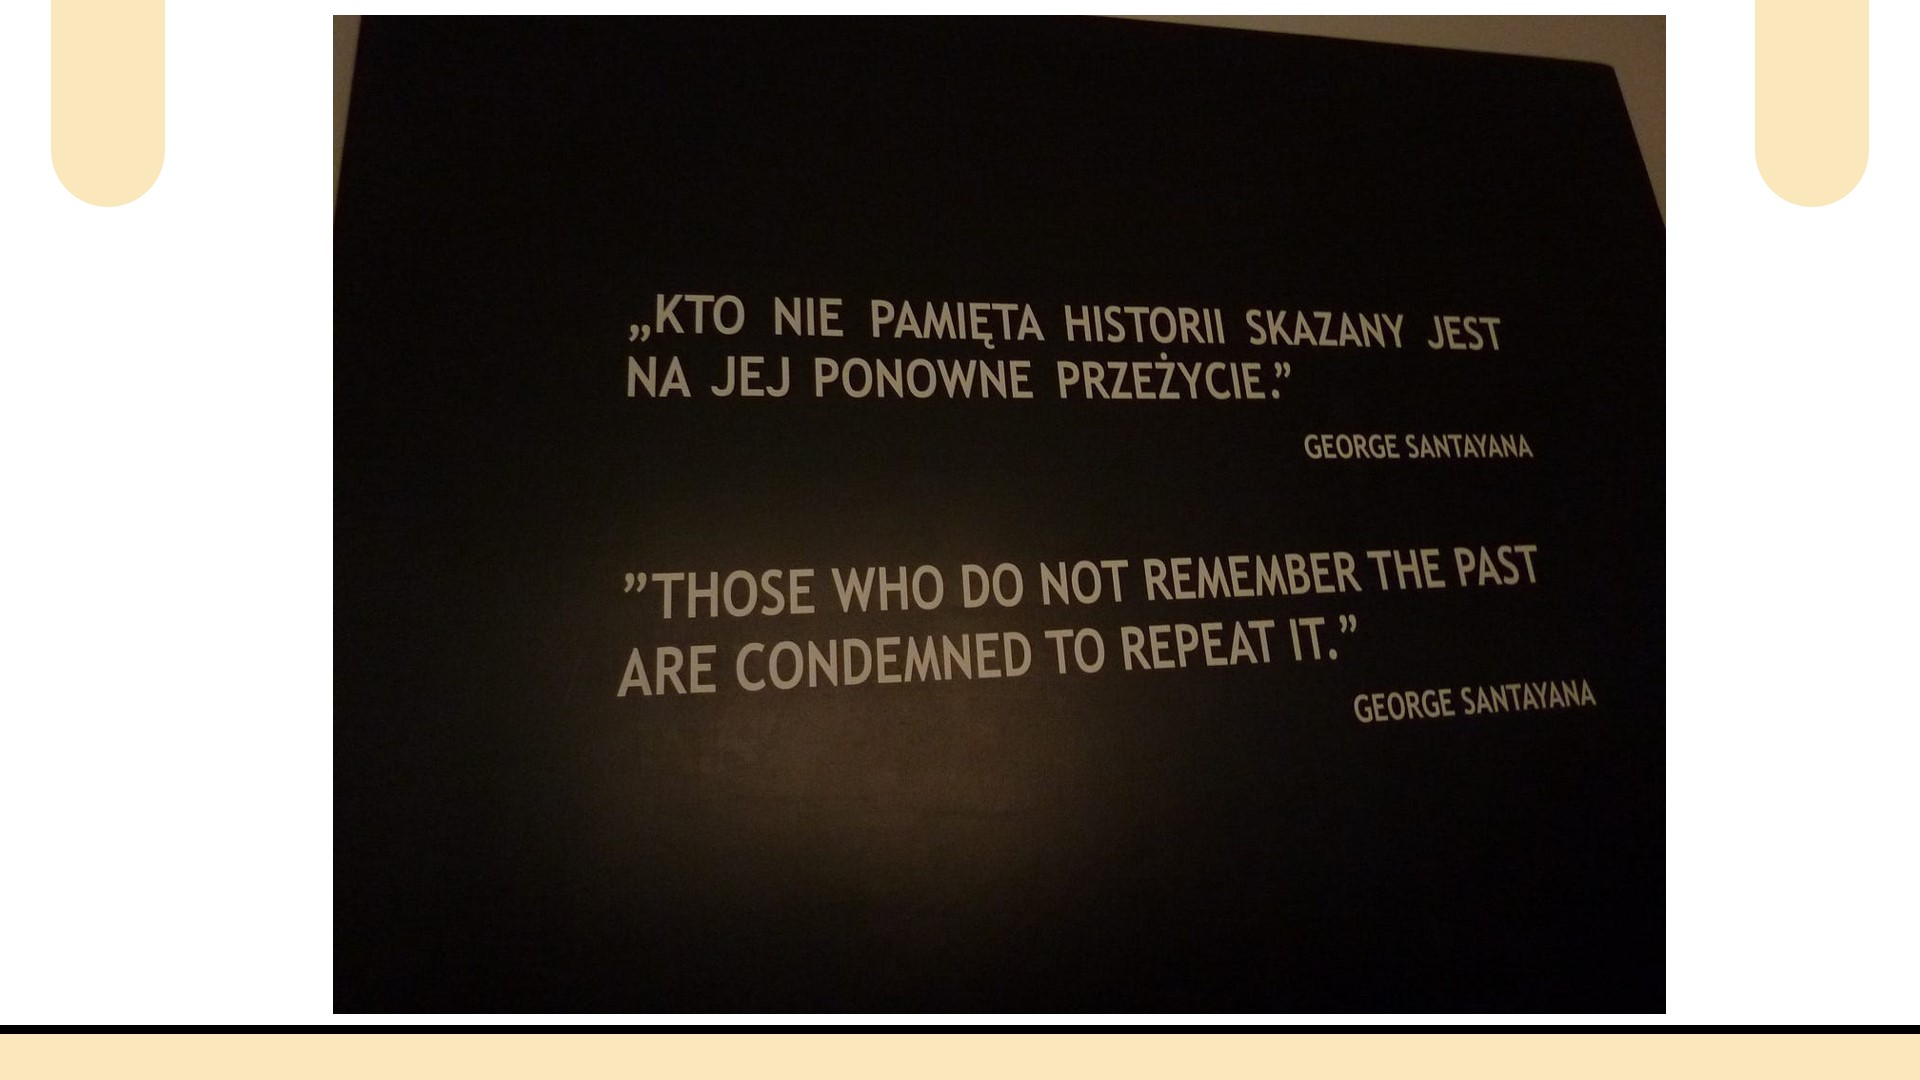 „KTO NIE PAMIĘTA HISTORII SKAZANY JEST
NA JEJ PONOWNE PRZEŻYCIE.”
GEORGE SANTAYANA
”THOSE WHO DO NOT REMEMBER THE PAST
ARE CONDEMNED TO REPEAT IT.”
GEORGE SANTAYANA